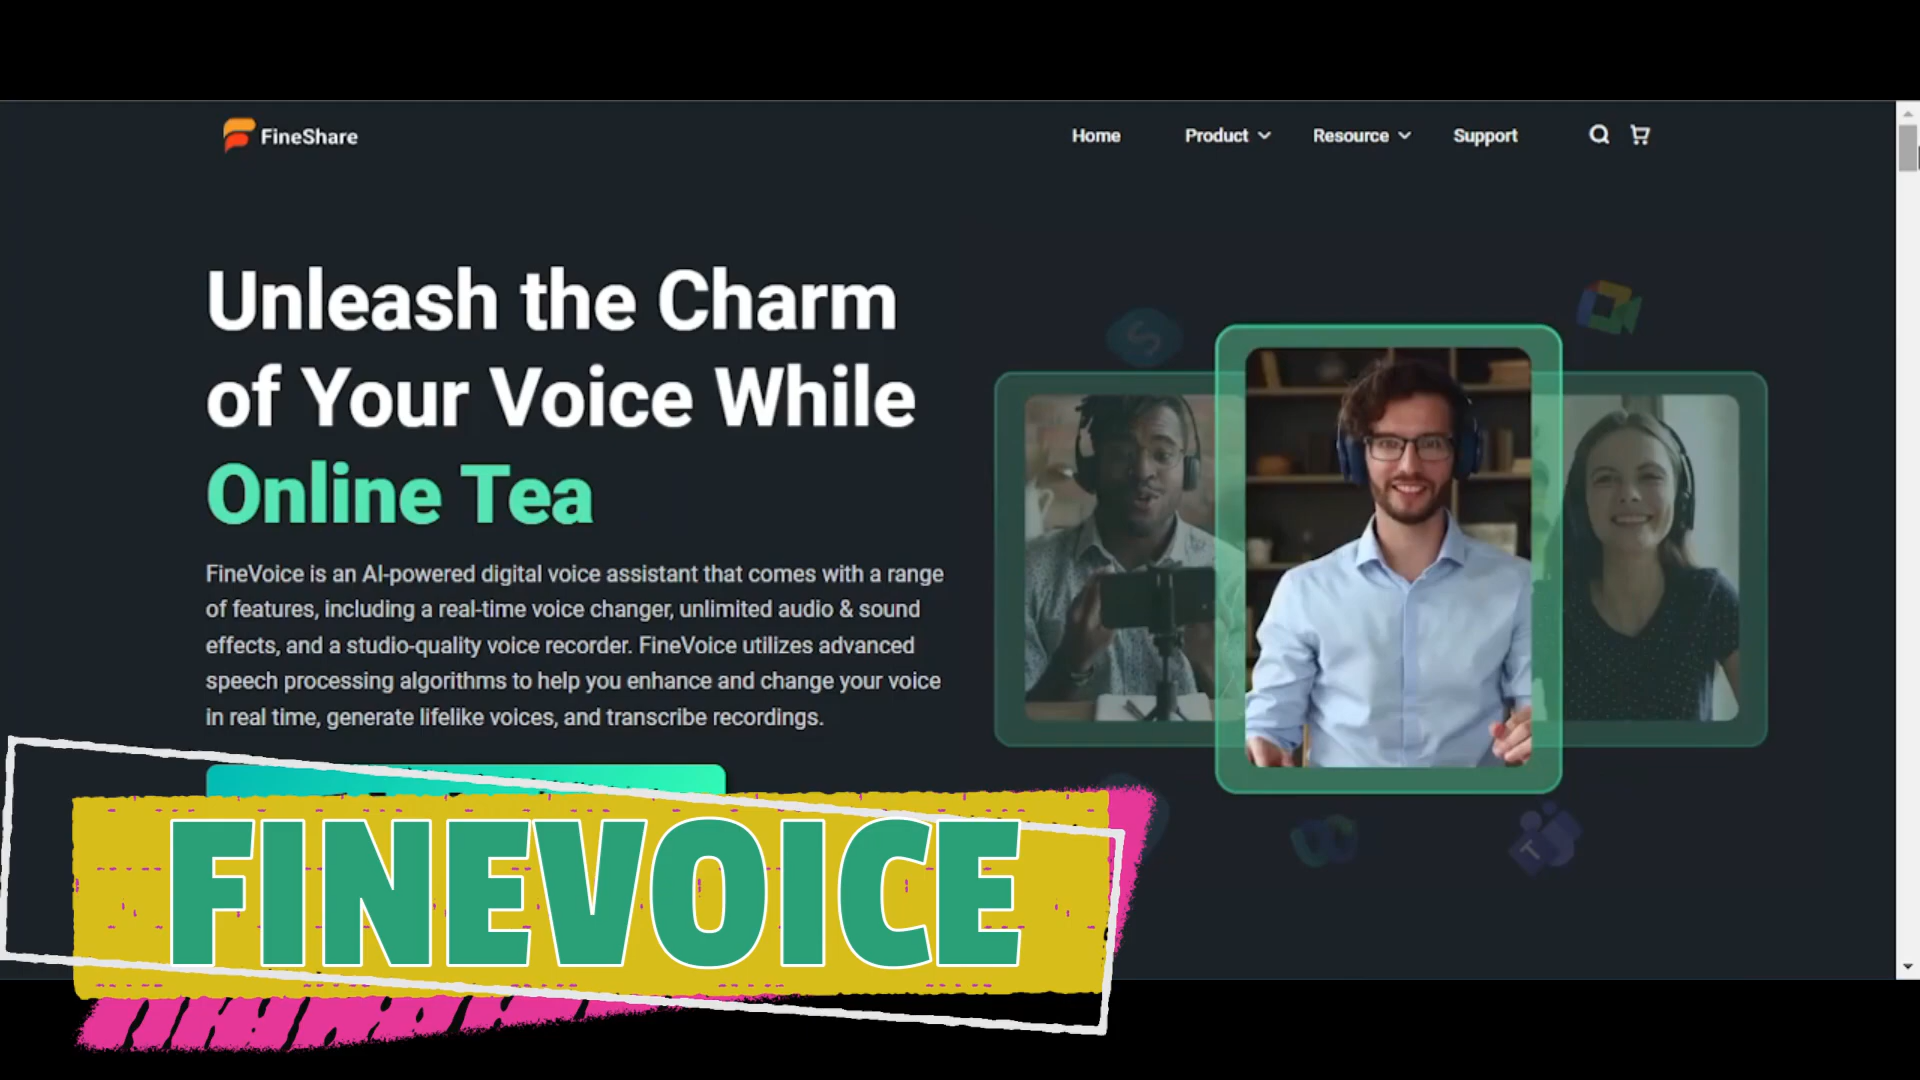 FineShare
Home Product Resource Support
Unleash the Charm
of Your Voice While
Online Tea
FineVoice is an AI-powered digital voice assistant that comes with a range
of features, including a real-time voice changer, unlimited audio & sound
effects, and a studio-quality voice recorder. FineVoice utilizes advanced
speech processing algorithms to help you enhance and change your voice
in real time, generate lifelike voices, and transcribe recordings.
FINEVOICE